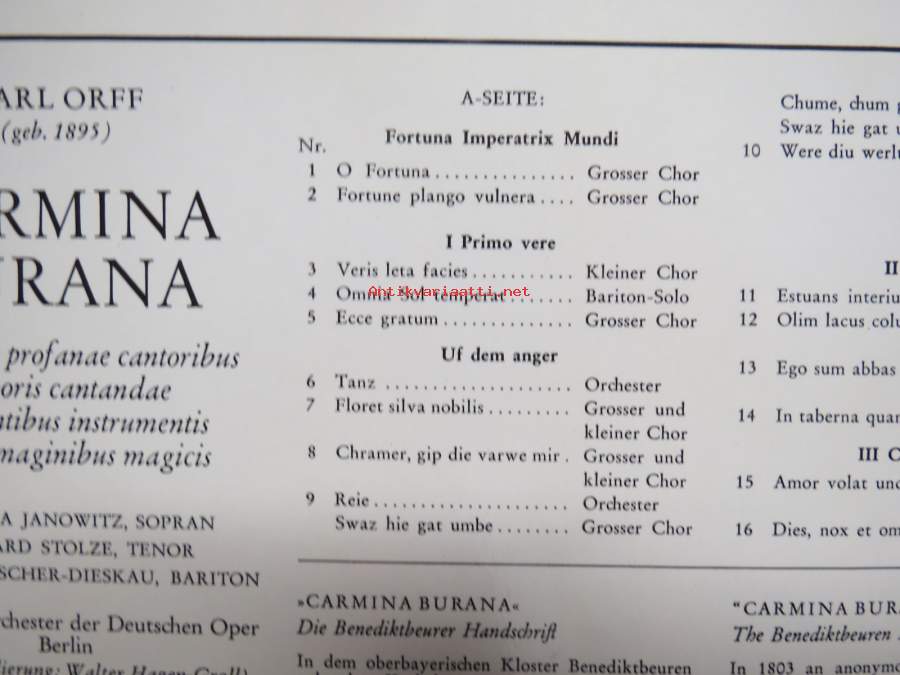 ARL ORFF
(geb. 1895)
RMINA
URANA
profanae cantoribus
oris cantandae
tibus instrumentis
maginibus magicis
A JANOWITZ, SOPRAN
ARD STOLZE, TENOR
SCHER-DIESKAU, BARITON
chester der Deutschen Oper
Berlin
A-SEITE:
Fortuna Imperatrix Mundi
Nr.
1 O Fortuna............... Grosser Chor
2 Fortune plango vulnera.... Grosser Chor
I Primo vere
3 Veris leta facies........... Kleiner Chor
4 Omnia Sol temperat....... Bariton-Solo
Antikvariaatti.net
5 Ecce gratum.............. Grosser Chor
Uf dem anger
6 Tanz .................... Orchester
7 Floret silva nobilis......... Grosser und
kleiner Chor
8 Chramer, gip die varwe mir. Grosser und
kleiner Chor
9 Reie..................... Orchester
Swaz hie gat umbe........ Grosser Chor
»CARMINA BURANA«
Die Benediktbeurer Handschrift
In dem oberbayerischen Kloster Benediktbeuren
Chume, chum g
Swaz hie gat u
10 Were diu werl
II
11 Estuans interiu
12 Olim lacus colu
13 Ego sum abbas
14 In taberna quan
III C
15 Amor volat und
16 Dies, nox et om
"CARMINA BURA
The Benediktbeuren
In 1803 an anonymo